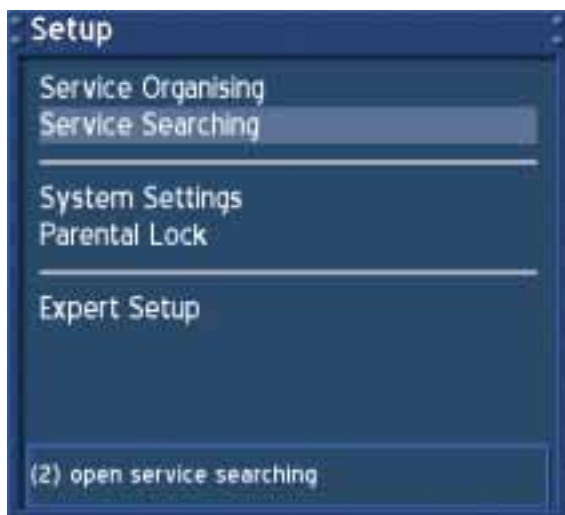 Setup
Service Organising
Service Searching
System Settings
Parental Lock
Expert Setup
(2) open service searching